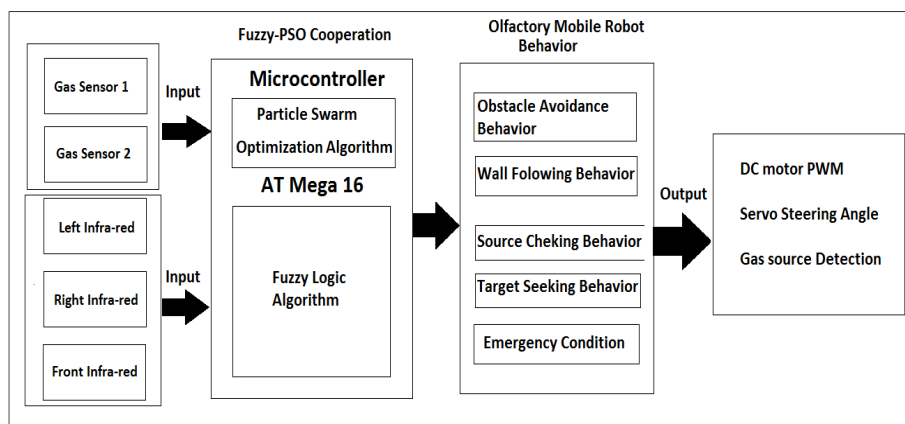 Fuzzy-PSO Cooperation
Olfactory Mobile Robot
Behavior
Gas Sensor 1
Gas Sensor 2
Input
Left Infra-red
Right Infra-red
Front Infra-red
Input
Microcontroller
Particle Swarm
Optimization Algorithm
AT Mega 16
Fuzzy Logic
Algorithm
Obstacle Avoidance
Behavior
Wall Folowing Behavior
Source Cheking Behavior
Target Seeking Behavior
Emergency Condition
Output
DC motor PWM
Servo Steering Angle
Gas source Detection